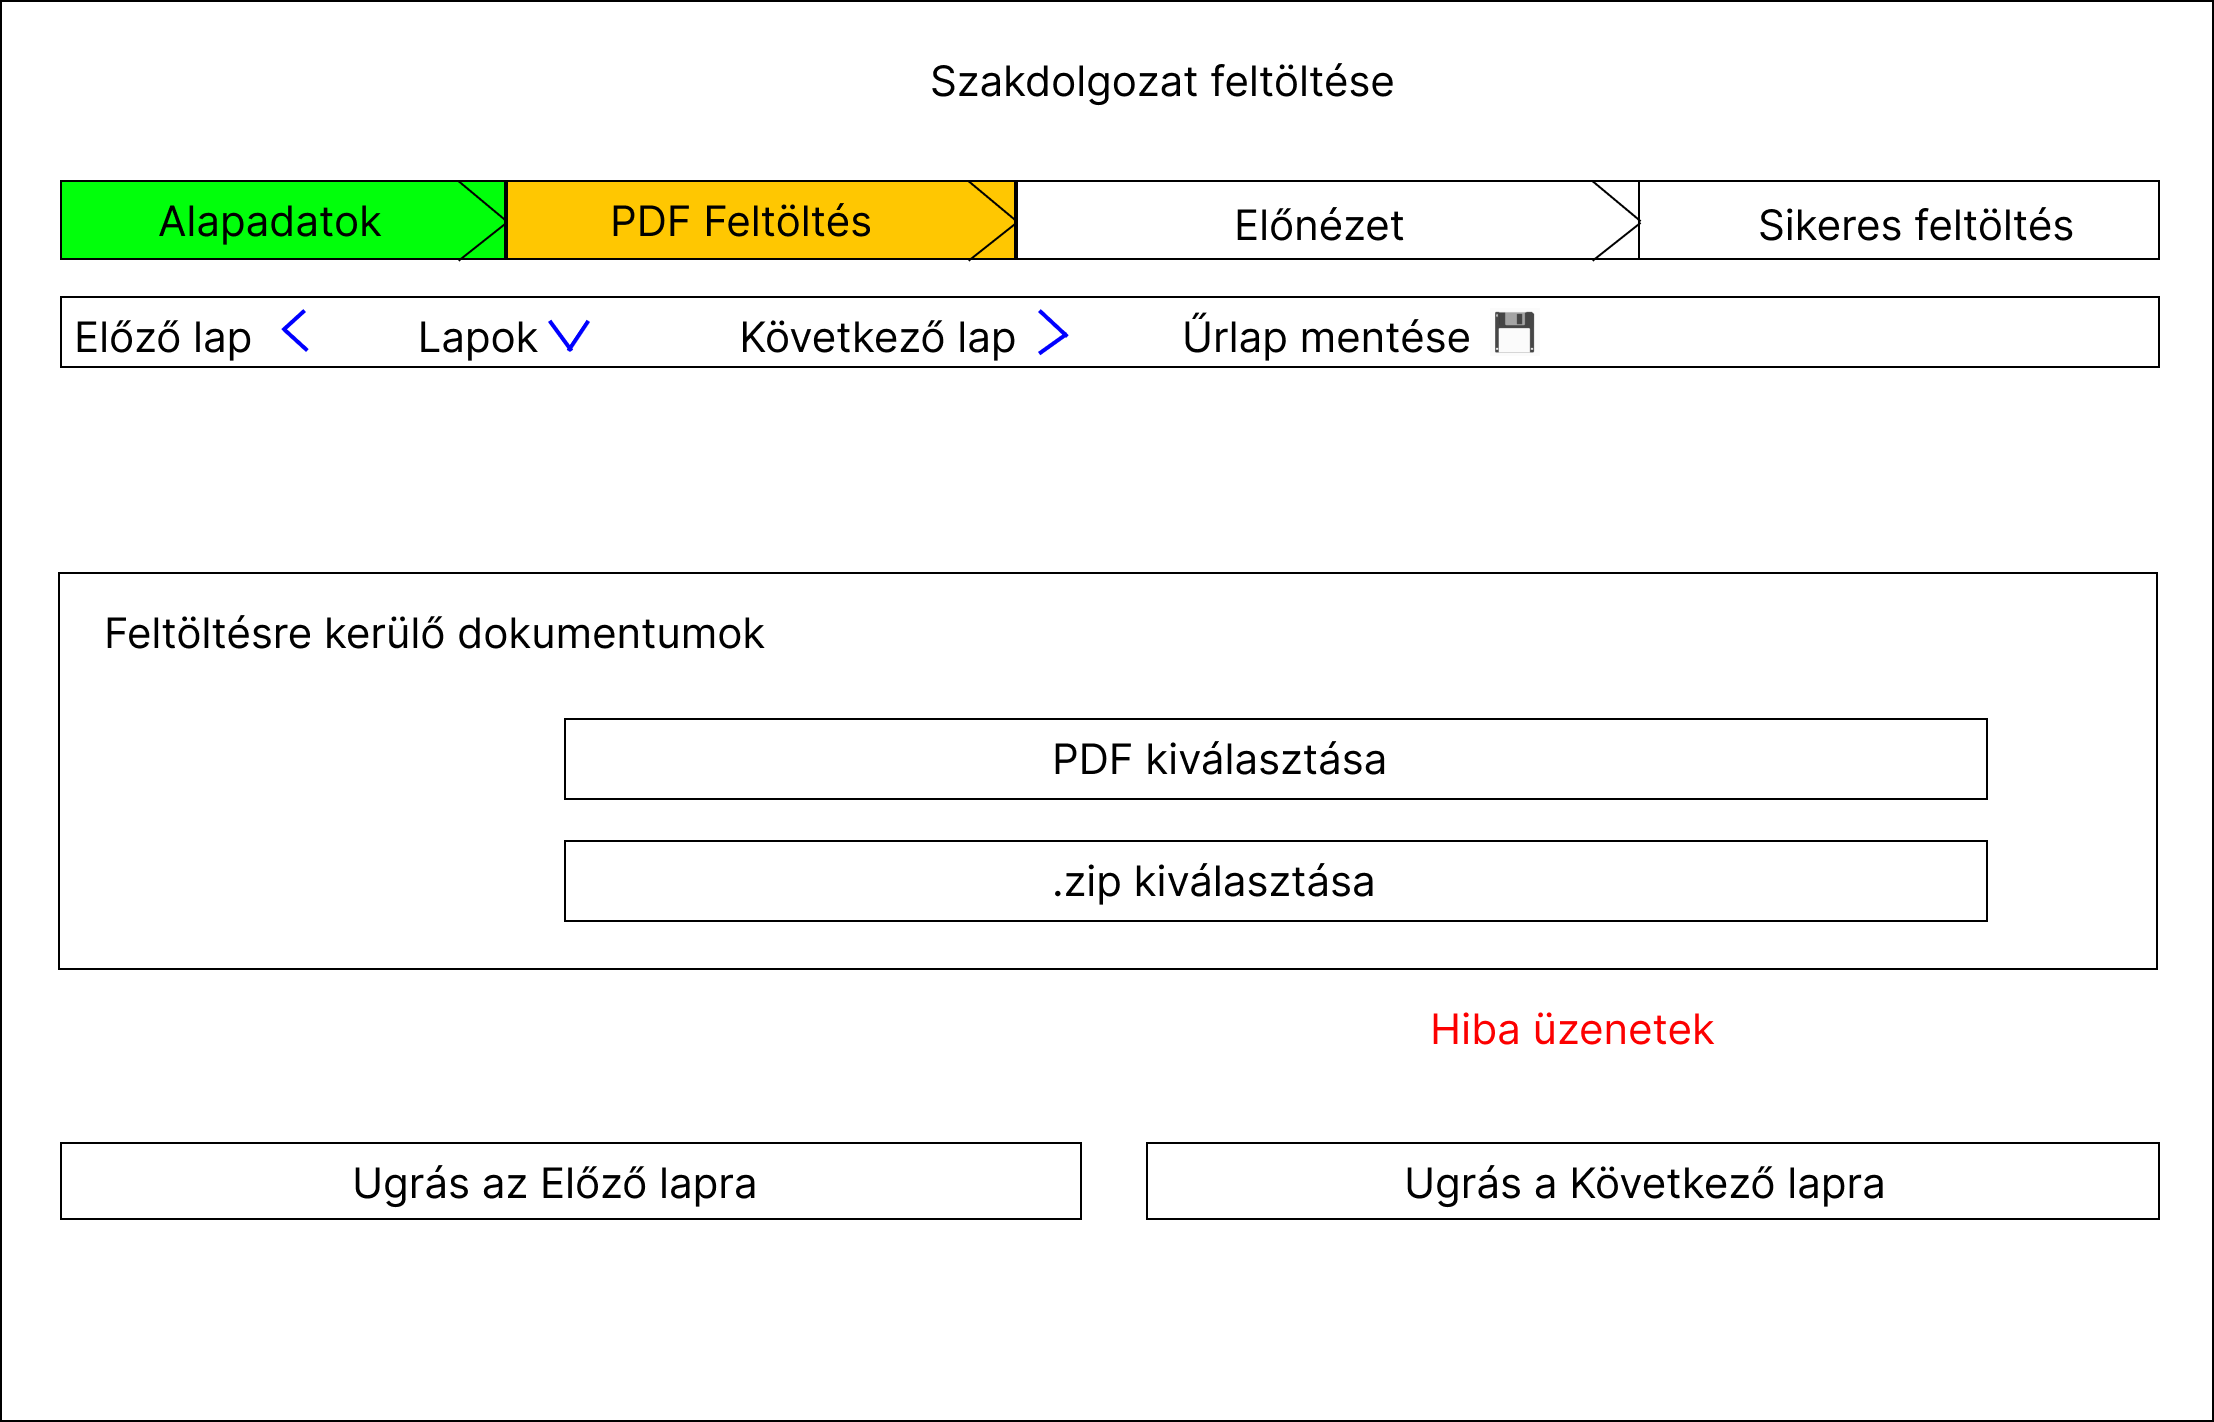 Szakdolgozat feltöltése
Alapadatok
PDF Feltöltés
Előnézet
Sikeres feltöltés
Előző lap
Lapok
Következő lap
Űrlap mentése
Feltöltésre kerülő dokumentumok
PDF kiválasztása
.zip kiválasztása
Hiba üzenetek
Ugrás az Előző lapra
Ugrás a Következő lapra